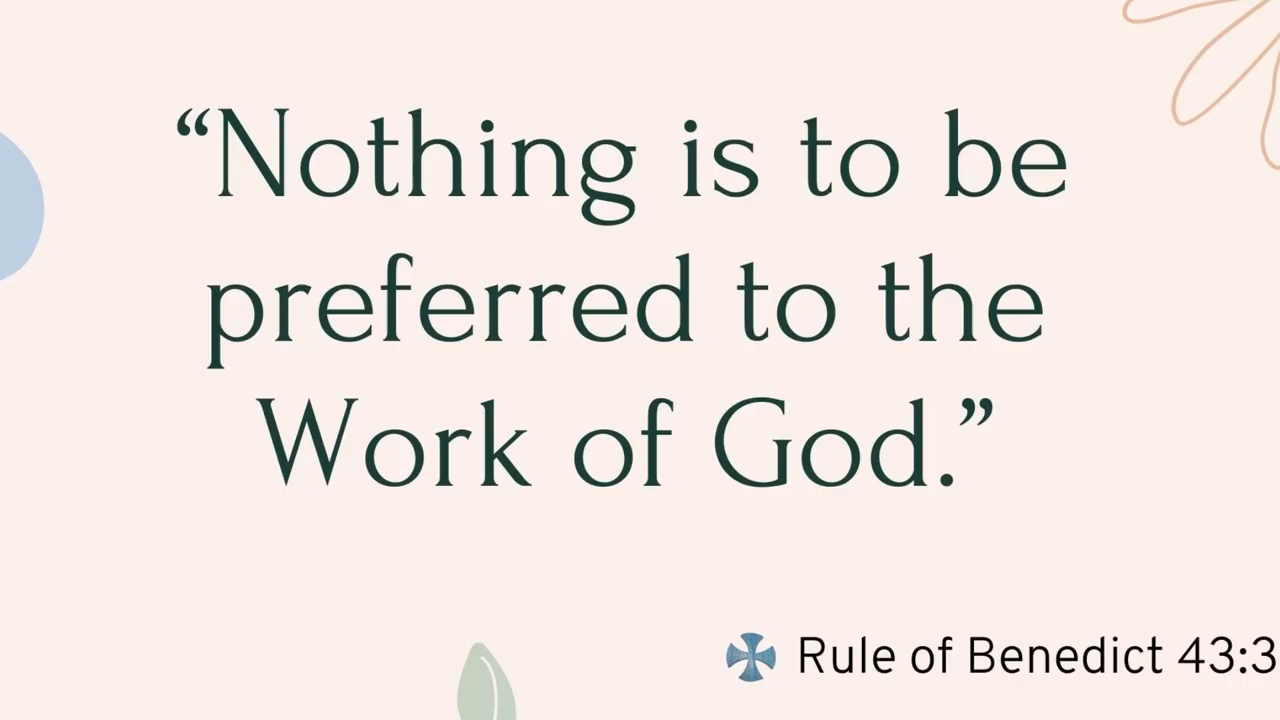 “Nothing is to be
preferred to the
Work of God.”
Rule of Benedict 43:3